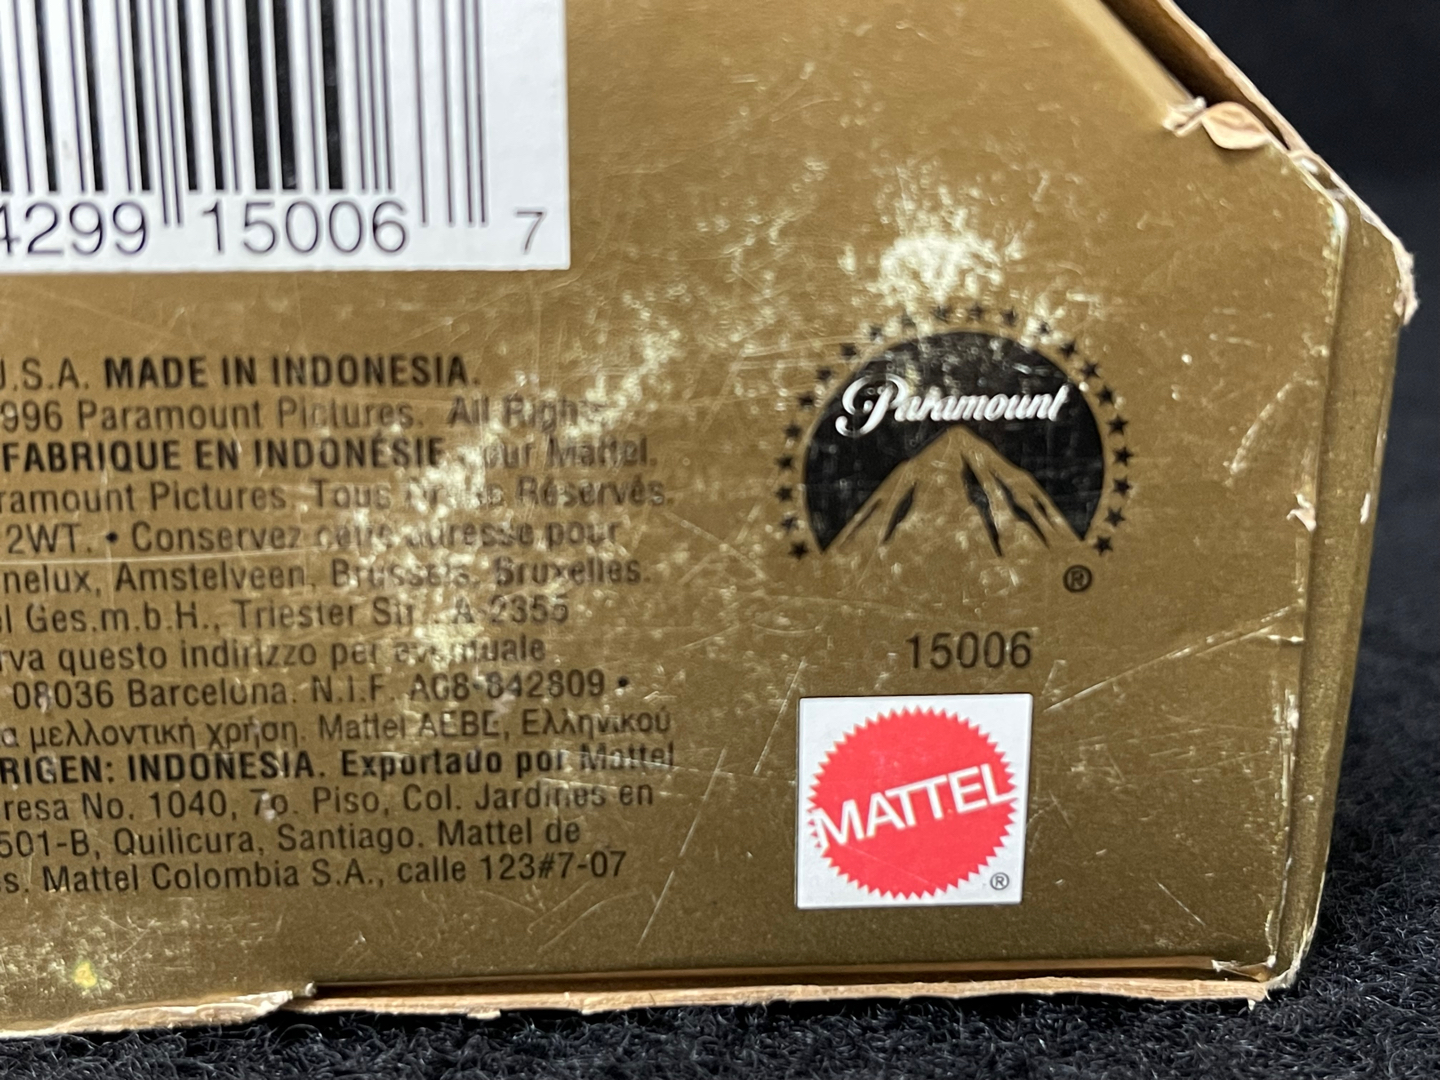 4299 15006 7
U.S.A. MADE IN INDONESIA.
996 Paramount Pictures. All Rights
FABRIQUE EN INDONÉSIE pour Mattel.
ramount Pictures. Tous Droits Réservés.
2WT. • Conservez cette adresse pour
nelux, Amstelveen, Brussels, Bruxelles.
l Ges.m.b.H., Triester Str. A-2355
rva questo indirizzo per eventuale
08036 Barcelona. N.I.F. A08-842809 •
α μελλοντική χρήση. Mattel AEBE, Ελληνικού
RIGEN: INDONESIA. Exportado por Mattel
resa No. 1040, 7o. Piso, Col. Jardines en
501-B, Quilicura, Santiago. Mattel de
s. Mattel Colombia S.A., calle 123#7-07
Paramount
®
15006
MATTEL
®